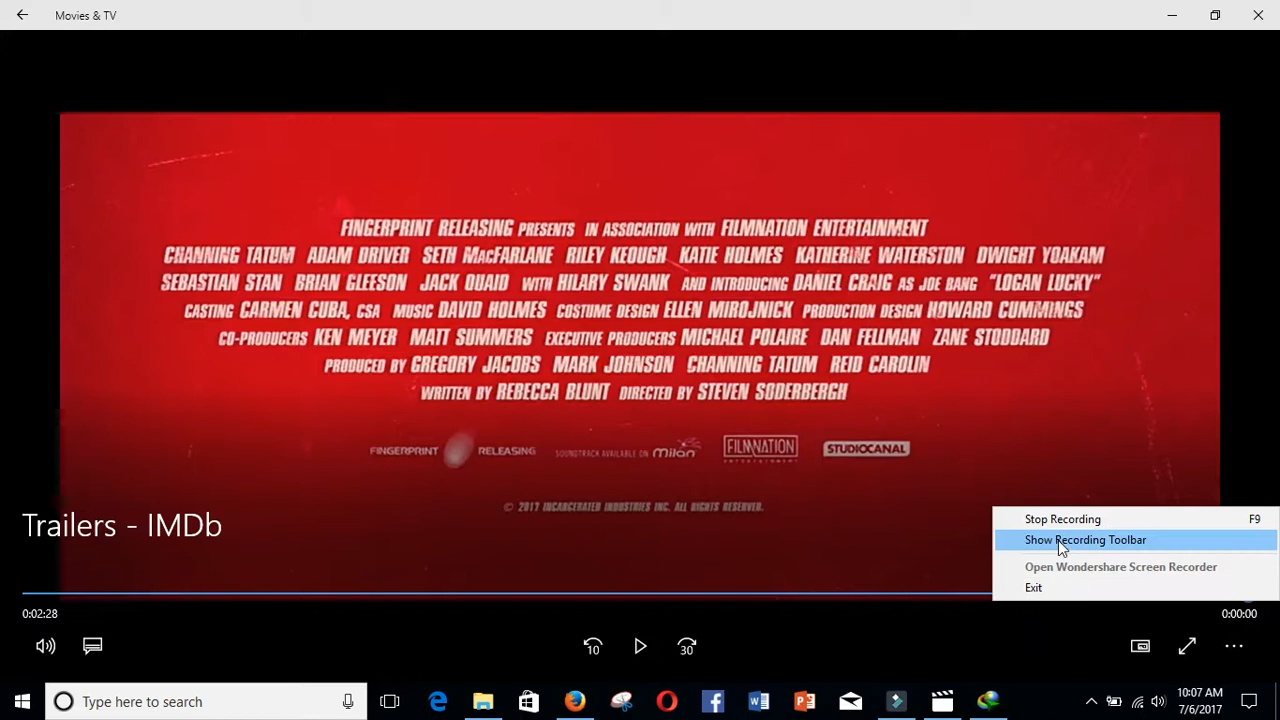 Movies & TV
FINGERPRINT RELEASING PRESENTS IN ASSOCIATION WITH FILMNATION ENTERTAINMENT
CHANNING TATUM ADAM DRIVER SETH MacFARLANE RILEY KEOUGH KATIE HOLMES KATHERINE WATERSTON DWIGHT YOAKAM
SEBASTIAN STAN BRIAN GLEESON JACK QUAID WITH HILARY SWANK AND INTRODUCING DANIEL CRAIG AS JOE BANG "LOGAN LUCKY"
CASTING CARMEN CUBA, CSA MUSIC DAVID HOLMES COSTUME DESIGN ELLEN MIROJNICK PRODUCTION DESIGN HOWARD CUMMINGS
CO-PRODUCERS KEN MEYER MATT SUMMERS EXECUTIVE PRODUCERS MICHAEL POLAIRE DAN FELLMAN ZANE STODDARD
PRODUCED BY GREGORY JACOBS MARK JOHNSON CHANNING TATUM REID CAROLIN
WRITTEN BY REBECCA BLUNT DIRECTED BY STEVEN SODERBERGH
FINGERPRINT RELEASING SOUNDTRACK AVAILABLE ON milan FILMNATION ENTERTAINMENT STUDIOCANAL
© 2017 INCARCERATED INDUSTRIES INC. ALL RIGHTS RESERVED.
Trailers - IMDb
Stop Recording F9
Show Recording Toolbar
Open Wondershare Screen Recorder
Exit
0:02:28 0:00:00
10 30
Type here to search
10:07 AM
7/6/2017